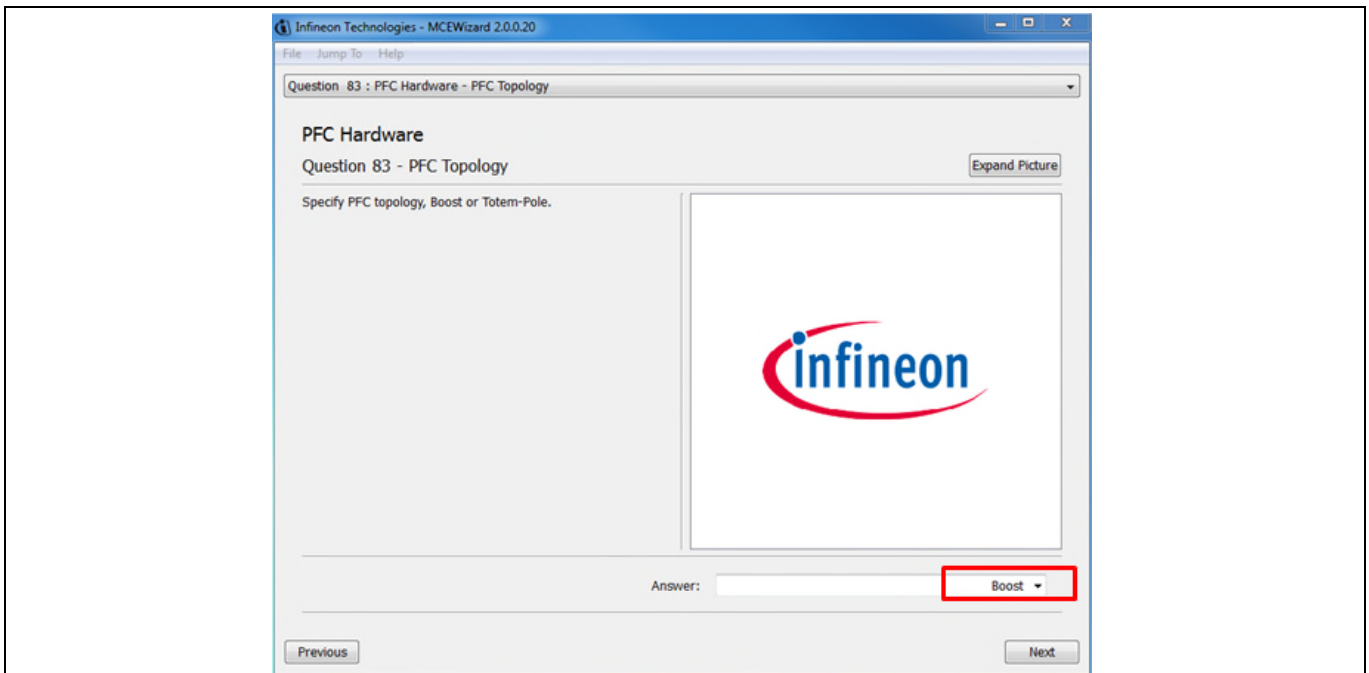 Infineon Technologies - MCEWizard 2.0.0.20
File Jump To Help
Question 83 : PFC Hardware - PFC Topology
PFC Hardware
Question 83 - PFC Topology
Expand Picture
Specify PFC topology, Boost or Totem-Pole.
infineon
Answer:
Boost
Previous
Next